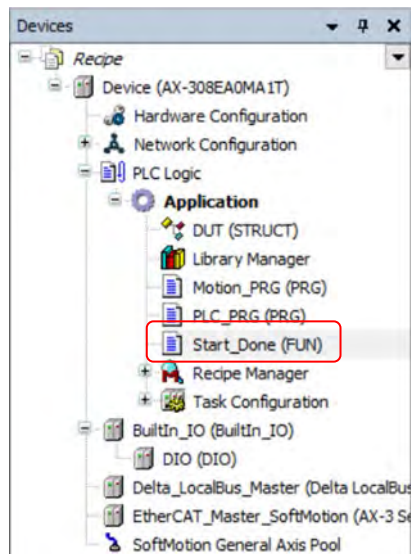 Devices
Recipe
Device (AX-308EA0MA1T)
Hardware Configuration
Network Configuration
PLC Logic
Application
DUT (STRUCT)
Library Manager
Motion_PRG (PRG)
PLC_PRG (PRG)
Start_Done (FUN)
Recipe Manager
Task Configuration
BuiltIn_IO (BuiltIn_IO)
DIO (DIO)
Delta_LocalBus_Master (Delta LocalBus
EtherCAT_Master_SoftMotion (AX-3 Se
SoftMotion General Axis Pool